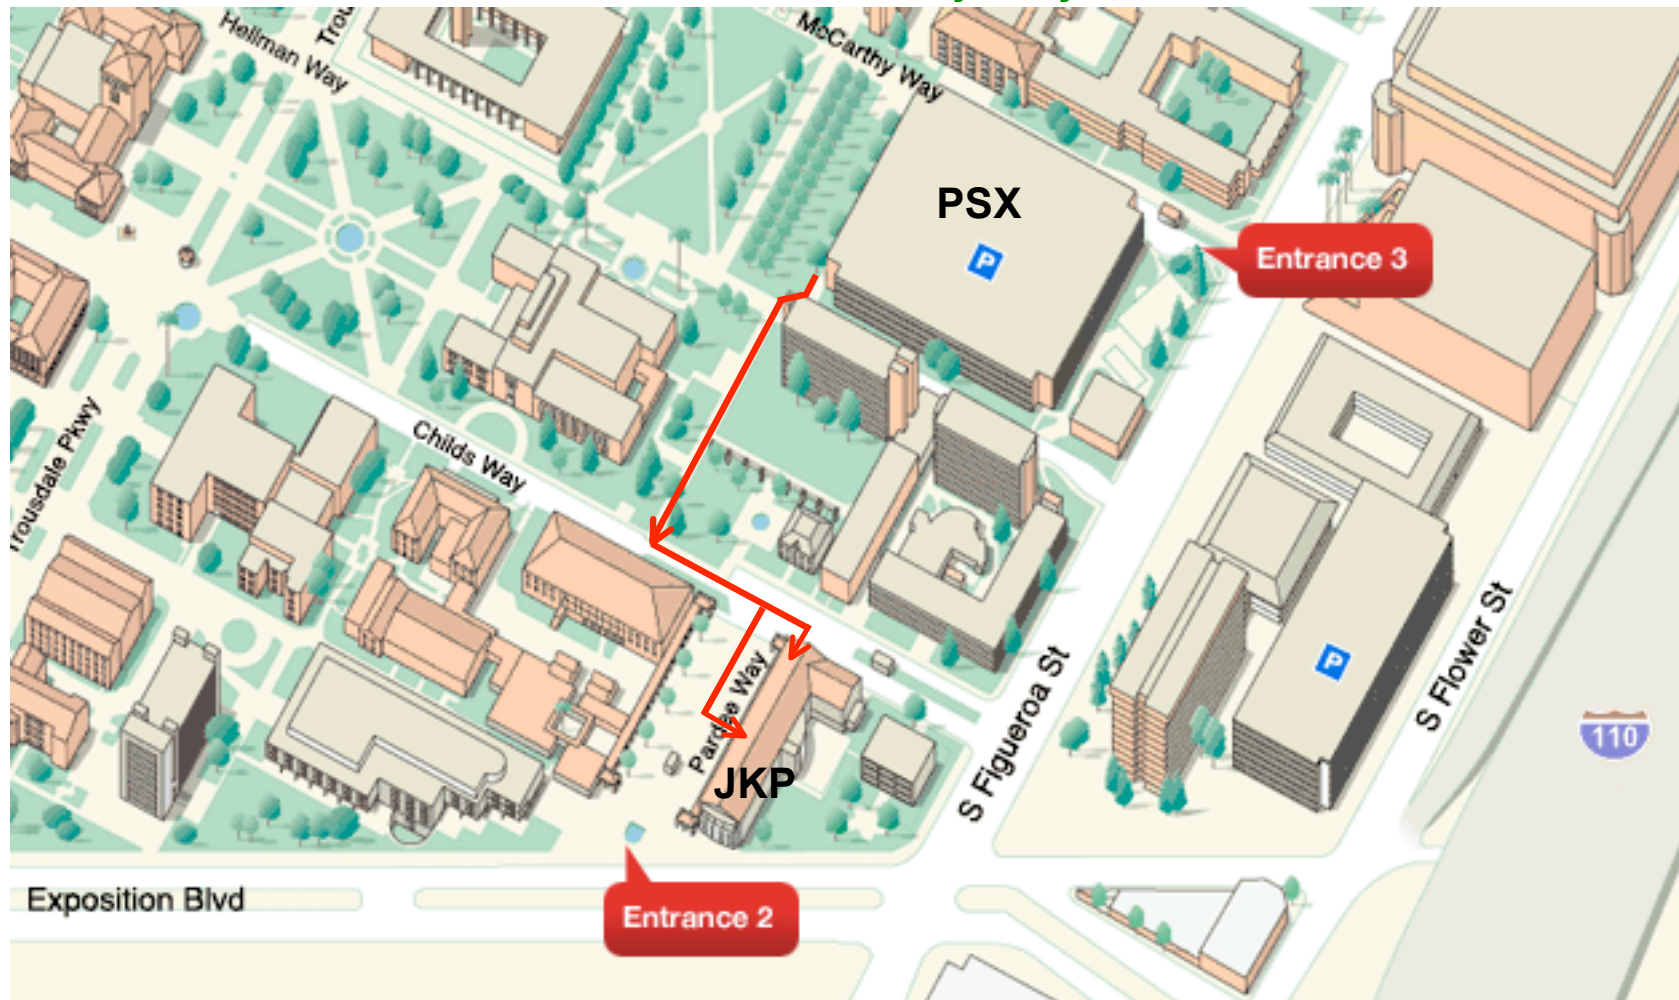 Hellman Way
Trou
McCarthy Way
PSX
P
Entrance 3
Childs Way
Trousdale Pkwy
Pardee Way
JKP
S Figueroa St
P
S Flower St
110
Exposition Blvd
Entrance 2